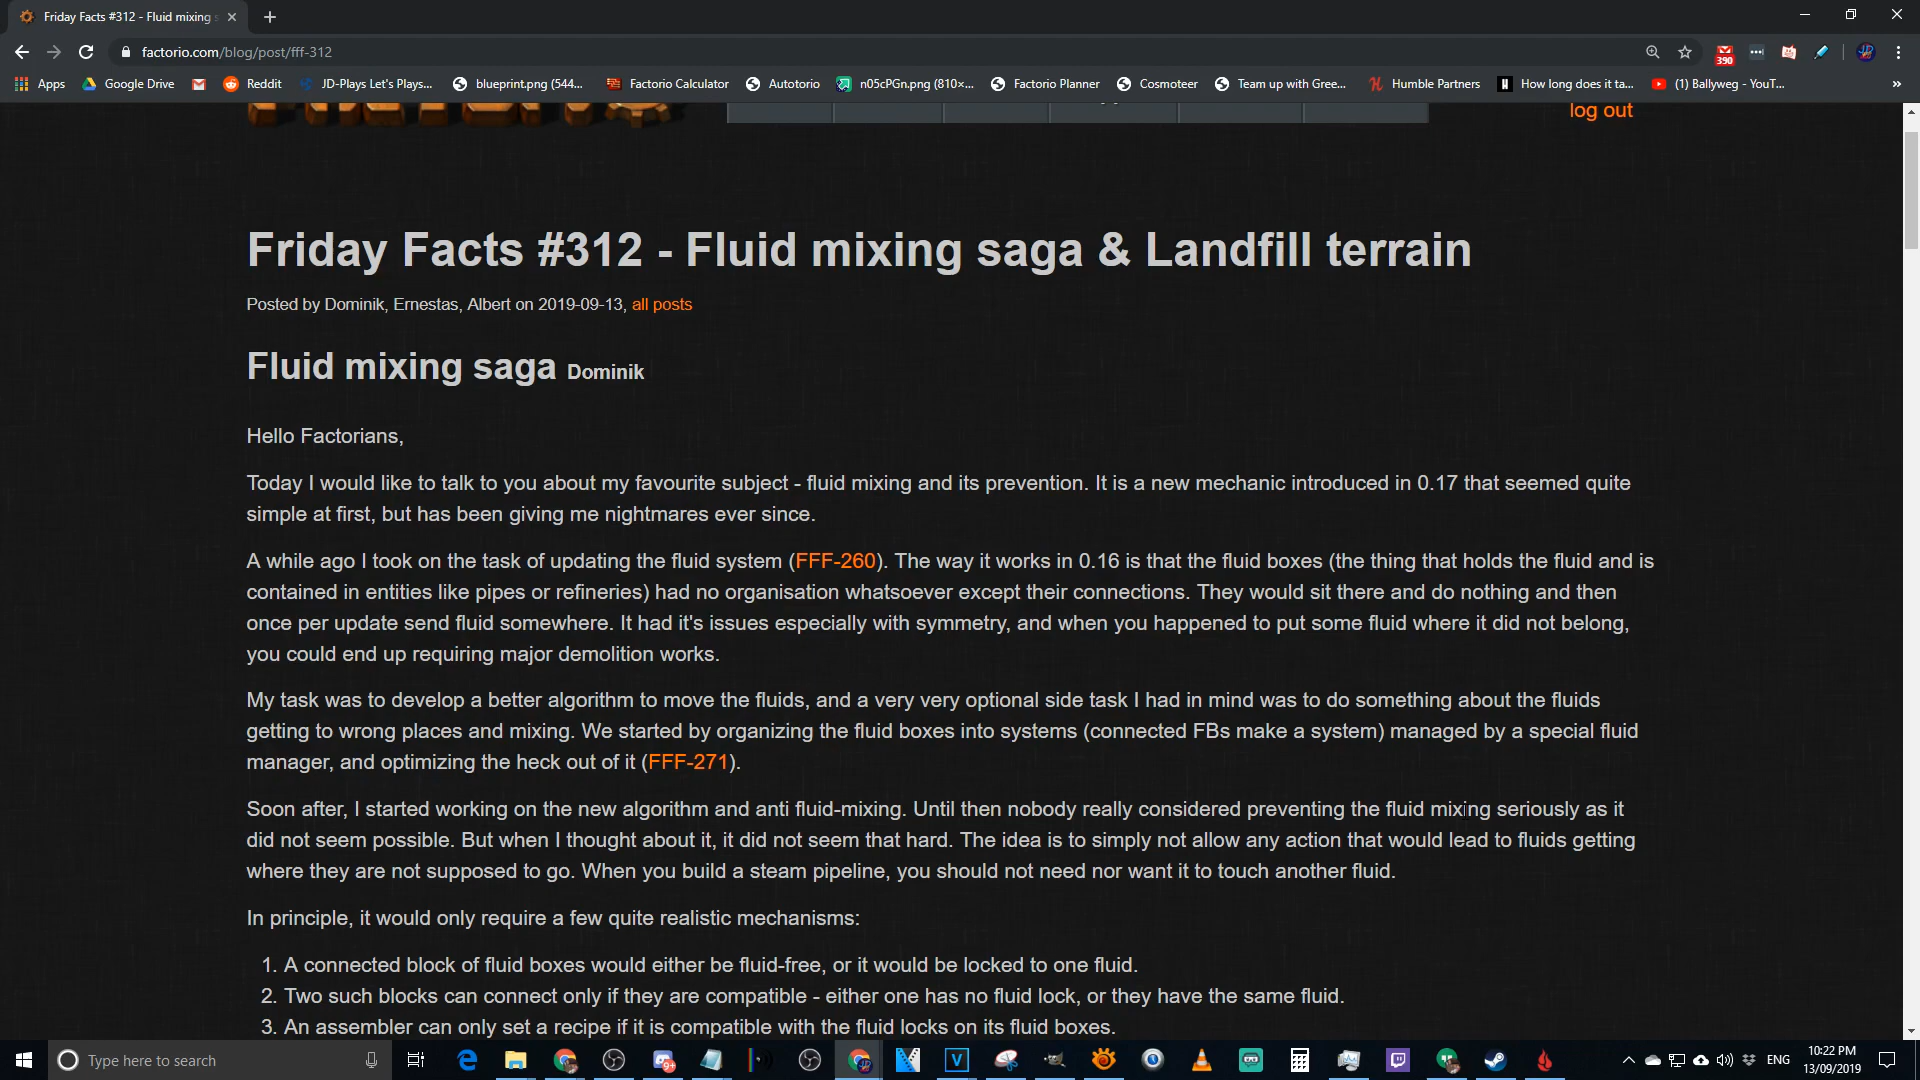 Friday Facts #312 - Fluid mixing s
factorio.com/blog/post/fff-312
390
Apps
Google Drive
Reddit
JD-Plays Let's Plays...
blueprint.png (544...
Factorio Calculator
Autotorio
n05cPGn.png (810×...
Factorio Planner
Cosmoteer
Team up with Gree...
Humble Partners
How long does it ta...
(1) Ballyweg - YouT...
log out
Friday Facts #312 - Fluid mixing saga & Landfill terrain
Posted by Dominik, Ernestas, Albert on 2019-09-13, all posts
Fluid mixing saga Dominik
Hello Factorians,
Today I would like to talk to you about my favourite subject - fluid mixing and its prevention. It is a new mechanic introduced in 0.17 that seemed quite
simple at first, but has been giving me nightmares ever since.
A while ago I took on the task of updating the fluid system (FFF-260). The way it works in 0.16 is that the fluid boxes (the thing that holds the fluid and is
contained in entities like pipes or refineries) had no organisation whatsoever except their connections. They would sit there and do nothing and then
once per update send fluid somewhere. It had it's issues especially with symmetry, and when you happened to put some fluid where it did not belong,
you could end up requiring major demolition works.
My task was to develop a better algorithm to move the fluids, and a very very optional side task I had in mind was to do something about the fluids
getting to wrong places and mixing. We started by organizing the fluid boxes into systems (connected FBs make a system) managed by a special fluid
manager, and optimizing the heck out of it (FFF-271).
Soon after, I started working on the new algorithm and anti fluid-mixing. Until then nobody really considered preventing the fluid mixing seriously as it
did not seem possible. But when I thought about it, it did not seem that hard. The idea is to simply not allow any action that would lead to fluids getting
where they are not supposed to go. When you build a steam pipeline, you should not need nor want it to touch another fluid.
In principle, it would only require a few quite realistic mechanisms:
1. A connected block of fluid boxes would either be fluid-free, or it would be locked to one fluid.
2. Two such blocks can connect only if they are compatible - either one has no fluid lock, or they have the same fluid.
3. An assembler can only set a recipe if it is compatible with the fluid locks on its fluid boxes.
Type here to search
ENG
10:22 PM
13/09/2019